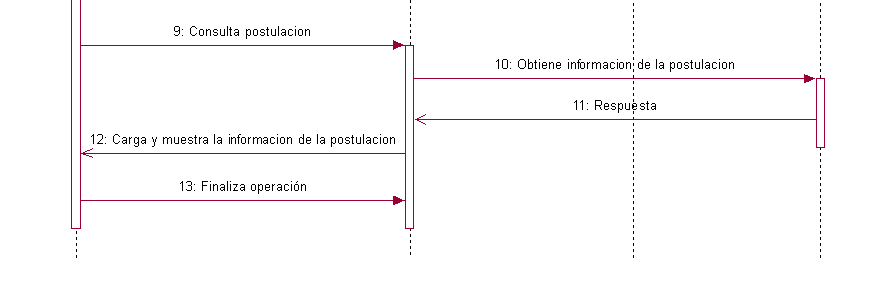 9: Consulta postulacion
10: Obtiene informacion de la postulacion
11: Respuesta
12: Carga y muestra la informacion de la postulacion
13: Finaliza operación